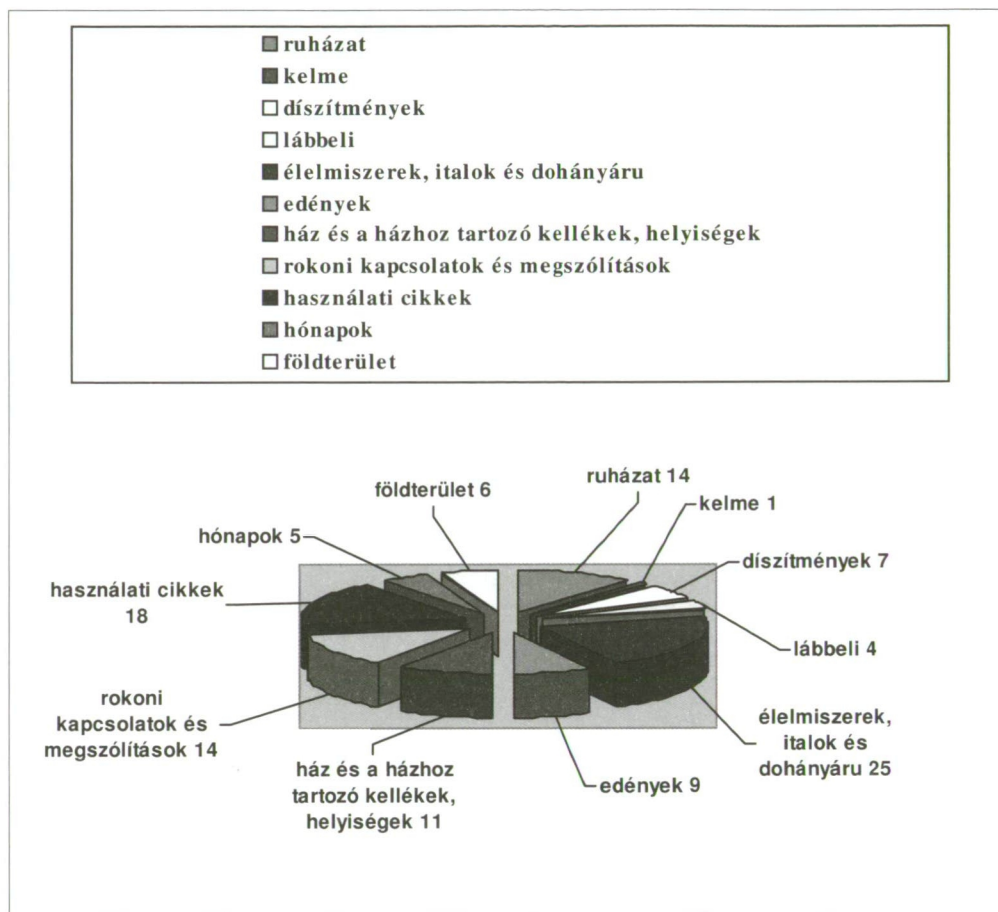 ruházat
kelme
díszítmények
lábbeli
élelmiszerek, italok és dohányáru
edények
ház és a házhoz tartozó kellékek, helyiségek
rokoni kapcsolatok és megszólítások
használati cikkek
hónapok
földterület
földterület 6
ruházat 14
kelme 1
hónapok 5
díszítmények 7
használati cikkek
18
lábbeli 4
rokoni
kapcsolatok és
megszólítások 14
élelmiszerek,
italok és
dohányáru 25
ház és a házhoz
tartozó kellékek,
helyiségek 11
edények 9